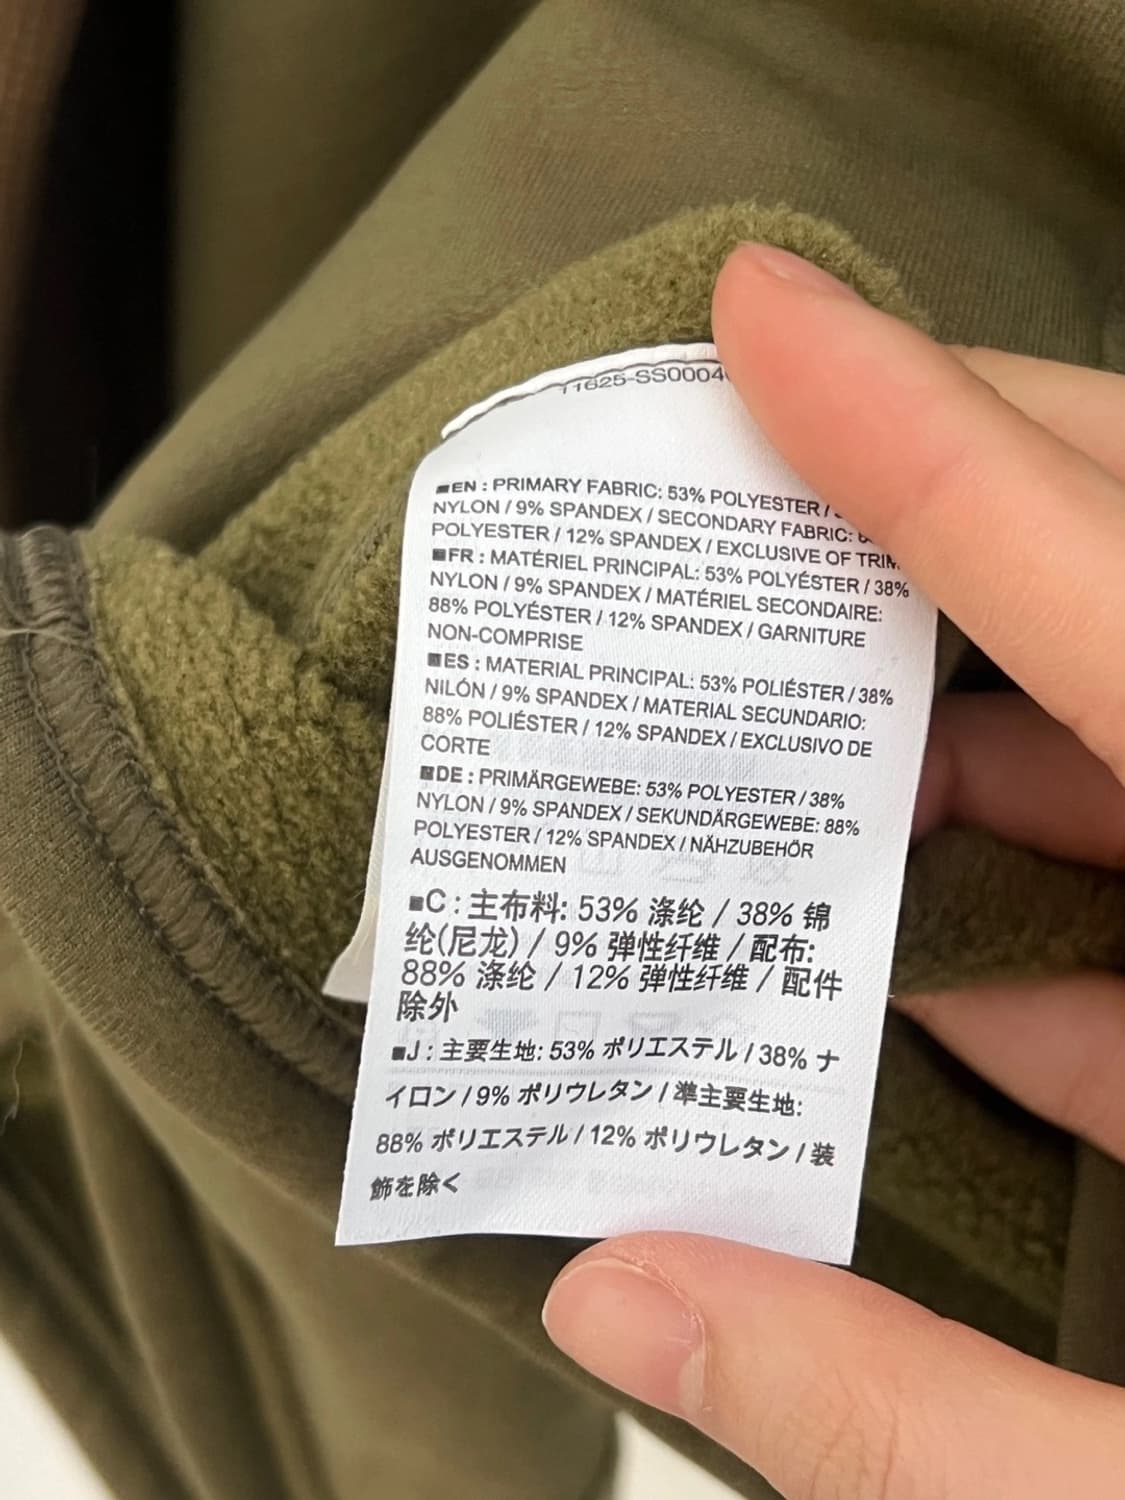 11625-SS0004
■EN : PRIMARY FABRIC: 53% POLYESTER /
NYLON / 9% SPANDEX / SECONDARY FABRIC:
POLYESTER / 12% SPANDEX / EXCLUSIVE OF TRIM
■FR : MATÉRIEL PRINCIPAL: 53% POLYÉSTER / 38%
NYLON / 9% SPANDEX / MATÉRIEL SECONDAIRE:
88% POLYÉSTER / 12% SPANDEX / GARNITURE
NON-COMPRISE
■ES : MATERIAL PRINCIPAL: 53% POLIÉSTER / 38%
NILÓN / 9% SPANDEX / MATERIAL SECUNDARIO:
88% POLIÉSTER / 12% SPANDEX / EXCLUSIVO DE
CORTE
■DE : PRIMÄRGEWEBE: 53% POLYESTER / 38%
NYLON / 9% SPANDEX / SEKUNDÄRGEWEBE: 88%
POLYESTER / 12% SPANDEX / NÄHZUBEHÖR
AUSGENOMMEN
■C : 主布料: 53% 涤纶 / 38% 锦
纶(尼龙) / 9% 弹性纤维 / 配布:
88% 涤纶 / 12% 弹性纤维 / 配件
除外
■J : 主要生地: 53% ポリエステル / 38% ナ
イロン / 9% ポリウレタン / 準主要生地:
88% ポリエステル / 12% ポリウレタン / 装
飾を除く